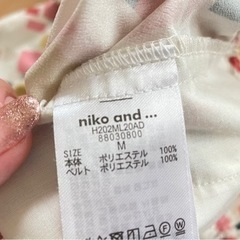 niko and ...
H202ML20AD
88030800
SIZE M
本体 ポリエステル 100%
ベルト ポリエステル 100%